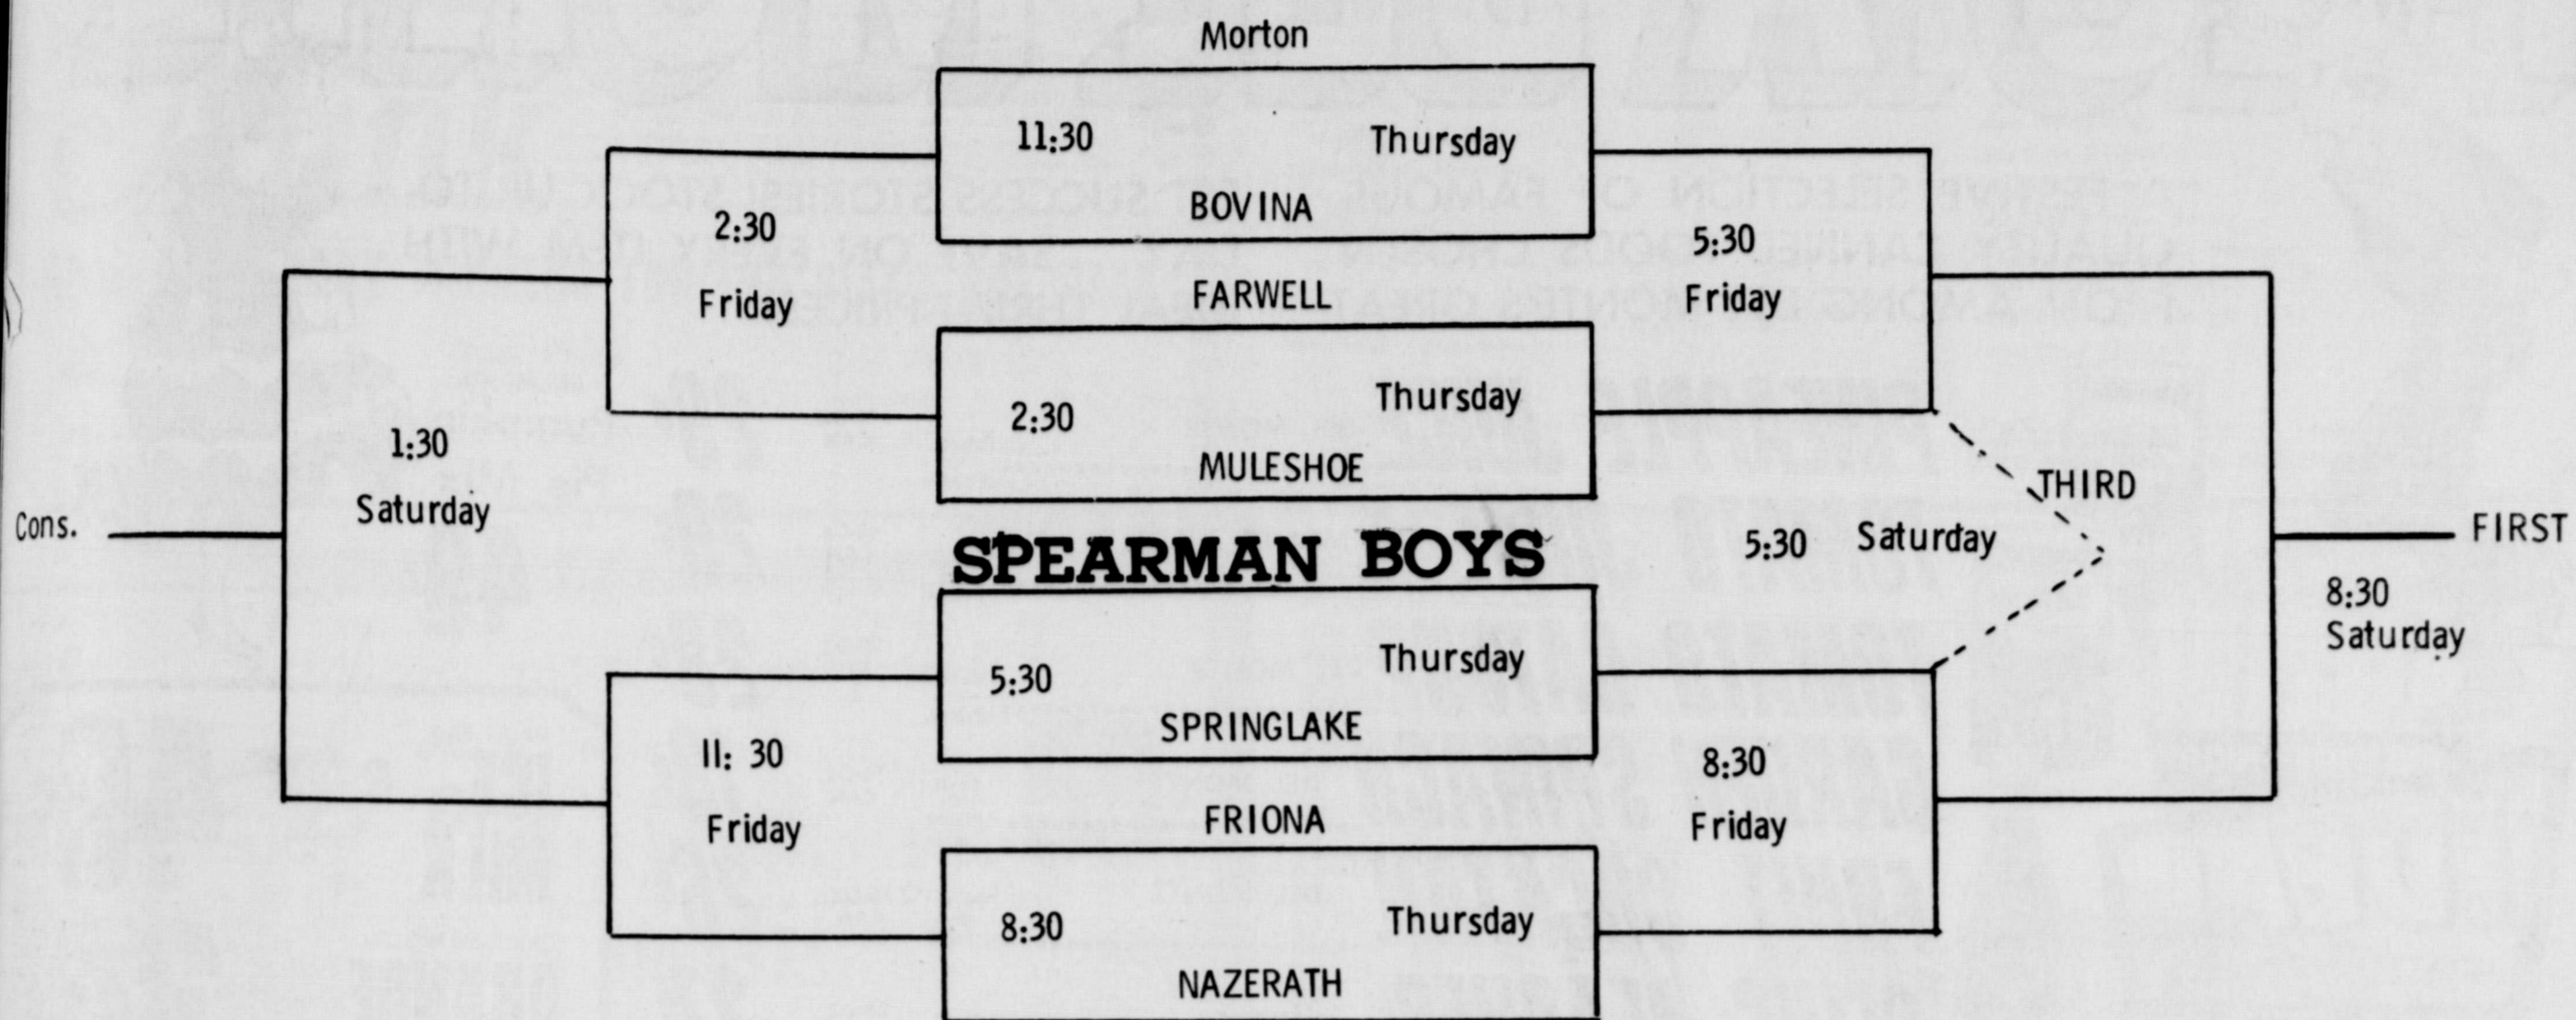 Morton
11:30 Thursday
BOVINA
2:30
Friday
5:30
Friday
FARWELL
2:30 Thursday
MULESHOE
1:30
Saturday
Cons.
SPEARMAN BOYS
5:30 Saturday
THIRD
FIRST
8:30
Saturday
5:30 Thursday
SPRINGLAKE
11: 30
Friday
8:30
Friday
FRIONA
8:30 Thursday
NAZERATH